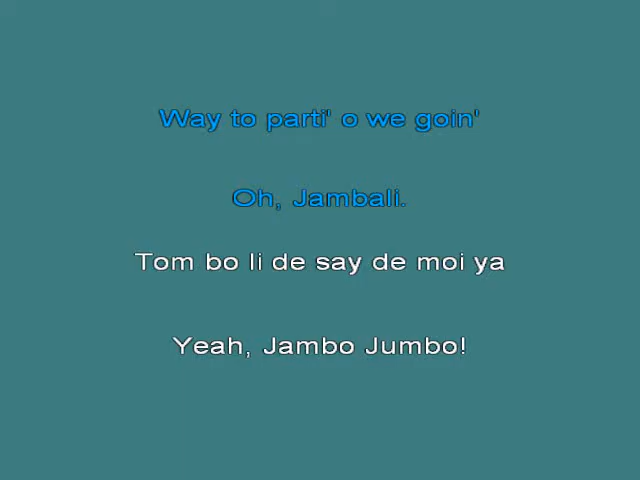 Way to parti' o we goin'
Oh, Jambali.
Tom bo li de say de moi ya
Yeah, Jambo Jumbo!